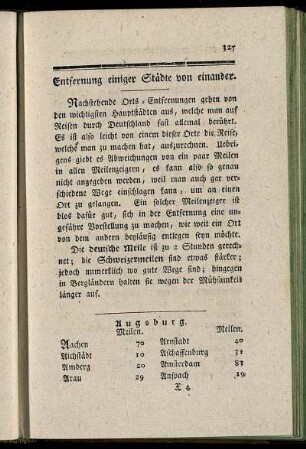 327
Entfernung einiger Städte von einander.
Nachstehende Orts-Entfernungen gehen von
den wichtigsten Hauptstädten aus, welche man auf
Reisen durch Deutschland fast allemal berührt.
Es ist also leicht von einem dieser Orte die Reise,
welche man zu machen hat, auszurechnen. Uebri-
gens giebt es Abweichungen von ein paar Meilen
in allen Meilenzeigern, es kann also so genau
nicht angegeben werden, weil man auch gar ver-
schiedene Wege einschlagen kann, um an einen
Ort zu gelangen. Ein solcher Meilenzeiger ist
blos dafür gut, sich in der Entfernung eine un-
gefähre Vorstellung zu machen, wie weit ein Ort
von dem andern beyläufig entlegen seyn möchte.
Die deutsche Meile ist zu 2 Stunden gerech-
net; die Schweizermeilen sind etwas stärker;
jedoch nunerlich wo gute Wege sind; hingegen
in Bergländern halten sie wegen der Mühsamkeit
länger auf.
Augsburg.
Meilen. Meilen.
Aachen 70 Arnstadt 40
Aichstädt 10 Aschaffenburg 31
Amberg 20 Amsterdam 83
Arau 29 Anspach 19
X 4